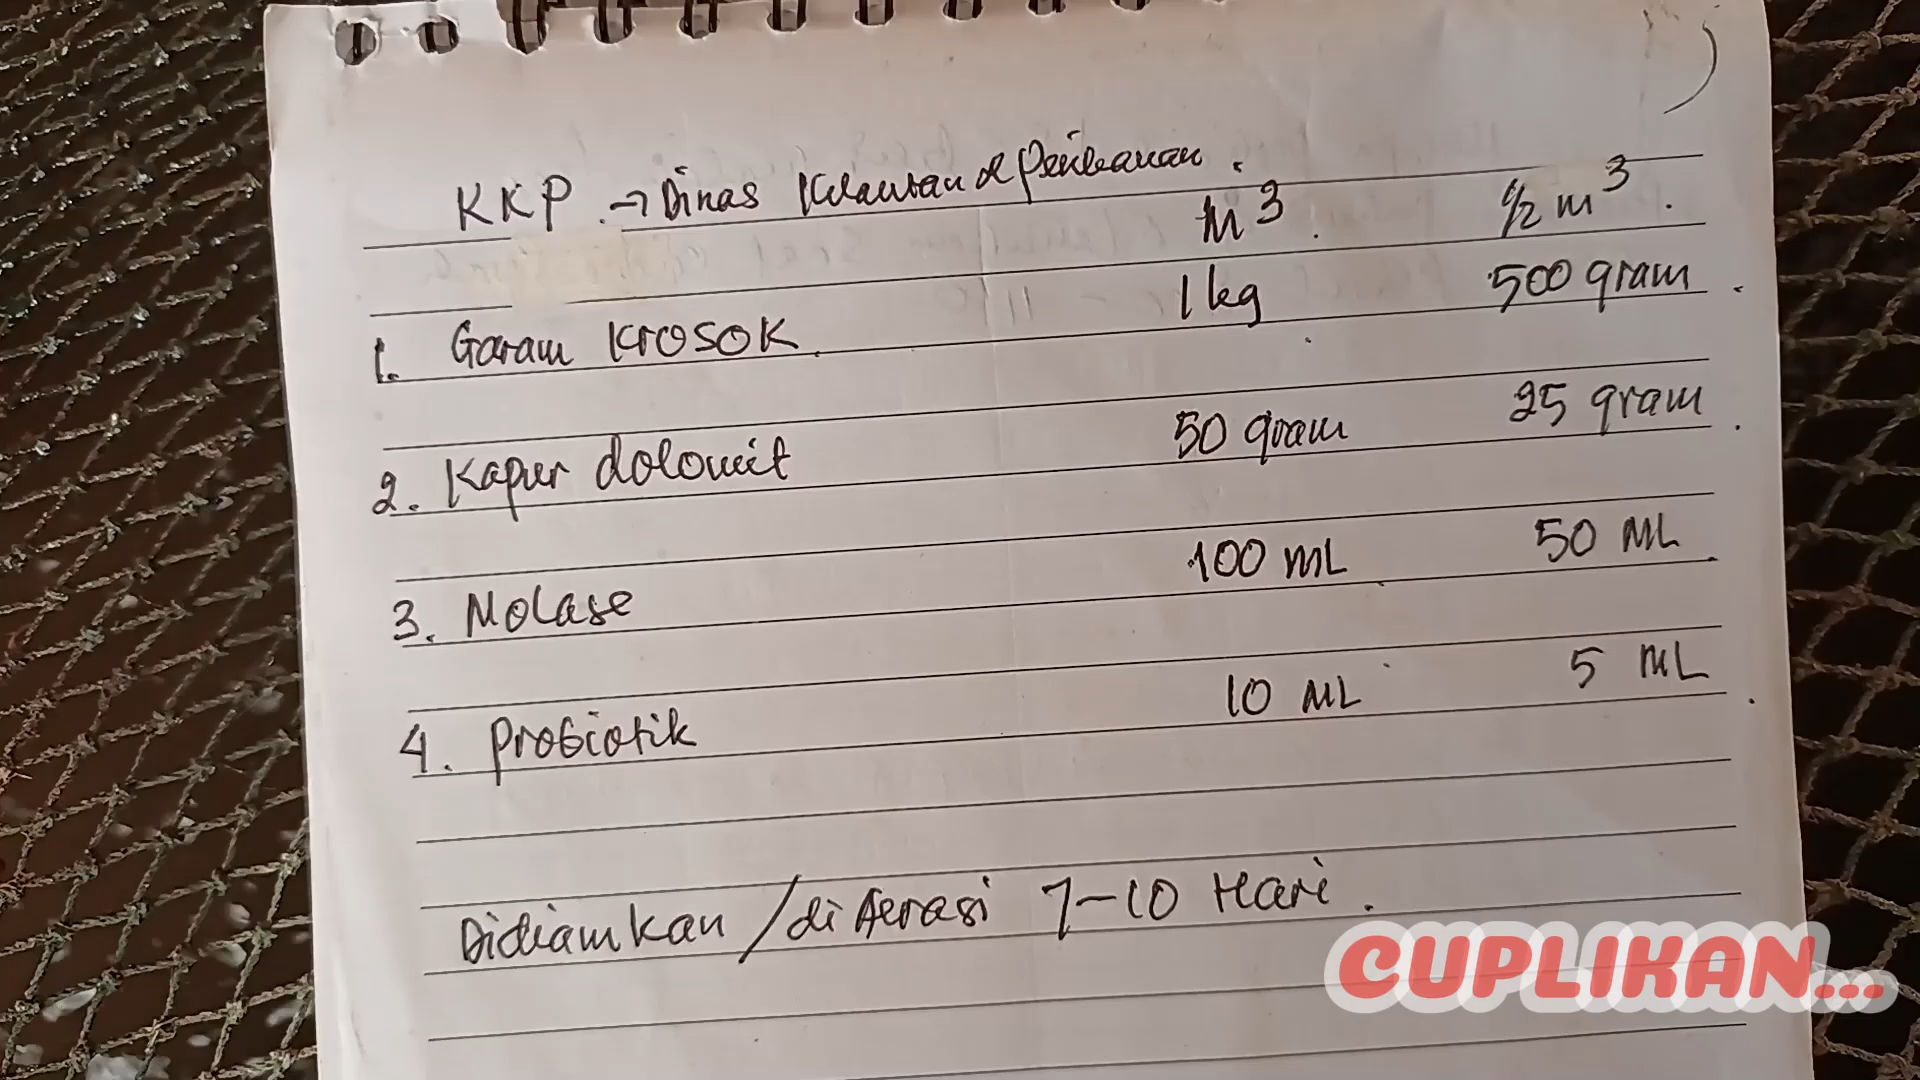 KKP → Dinas Kelautan & Perikanan.
M³. ½ m³.
1. Garam Krosok. 1 kg 500 gram
2. Kapur dolomit 50 gram 25 gram
3. Molase 100 mL 50 mL
4. Probiotik 10 mL 5 mL
Didiamkan / di Aerasi 7-10 Hari.
CUPLIKAN...